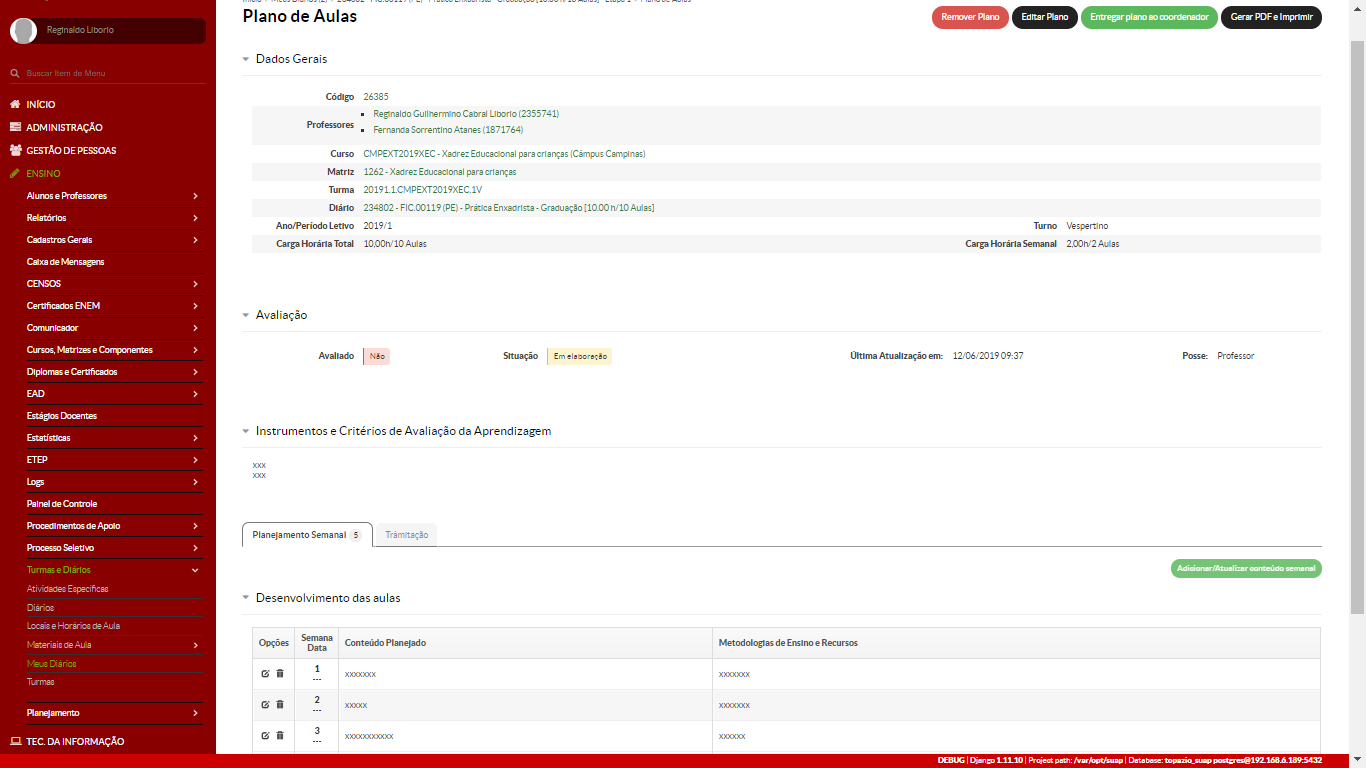 Plano de Aulas
Remover Plano
Editar Plano
Entregar plano ao coordenador
Gerar PDF e Imprimir
Reginaldo Liborio
Buscar Item de Menu
INÍCIO
ADMINISTRAÇÃO
GESTÃO DE PESSOAS
ENSINO
Alunos e Professores
Relatórios
Cadastros Gerais
Caixa de Mensagens
CENSOS
Certificados ENEM
Comunicador
Cursos, Matrizes e Componentes
Diplomas e Certificados
EAD
Estágios Docentes
Estatísticas
ETEP
Logs
Painel de Controle
Procedimentos de Apoio
Processo Seletivo
Turmas e Diários
Atividades Específicas
Diários
Locais e Horários de Aula
Materiais de Aula
Meus Diários
Turmas
Planejamento
TEC. DA INFORMAÇÃO
Dados Gerais
Código 26385
Professores
Reginaldo Guilhermino Cabral Liborio (2355741)
Fernanda Sorrentino Atanes (1871764)
Curso CMPEXT2019XEC - Xadrez Educacional para crianças (Câmpus Campinas)
Matriz 1262 - Xadrez Educacional para crianças
Turma 20191.1.CMPEXT2019XEC.1V
Diário 234802 - FIC.00119 (PE) - Prática Enxadrista - Graduação [10.00 h/10 Aulas]
Ano/Período Letivo 2019/1 Turno Vespertino
Carga Horária Total 10,00h/10 Aulas Carga Horária Semanal 2,00h/2 Aulas
Avaliação
Avaliado Não Situação Em elaboração Última Atualização em: 12/06/2019 09:37 Posse: Professor
Instrumentos e Critérios de Avaliação da Aprendizagem
xxx
xxx
Planejamento Semanal 5 Trâmitação
Adicionar/Atualizar conteúdo semanal
Desenvolvimento das aulas
Opções Semana Data Conteúdo Planejado Metodologias de Ensino e Recursos
1 --- xxxxxxx xxxxxxx
2 --- xxxxx xxxxxxx
3 --- xxxxxxxxxxx xxxxxx
DEBUG | Django 1.11.10 | Project path: /var/opt/suap | Database: topazio_suap postgres@192.168.6.189:5432